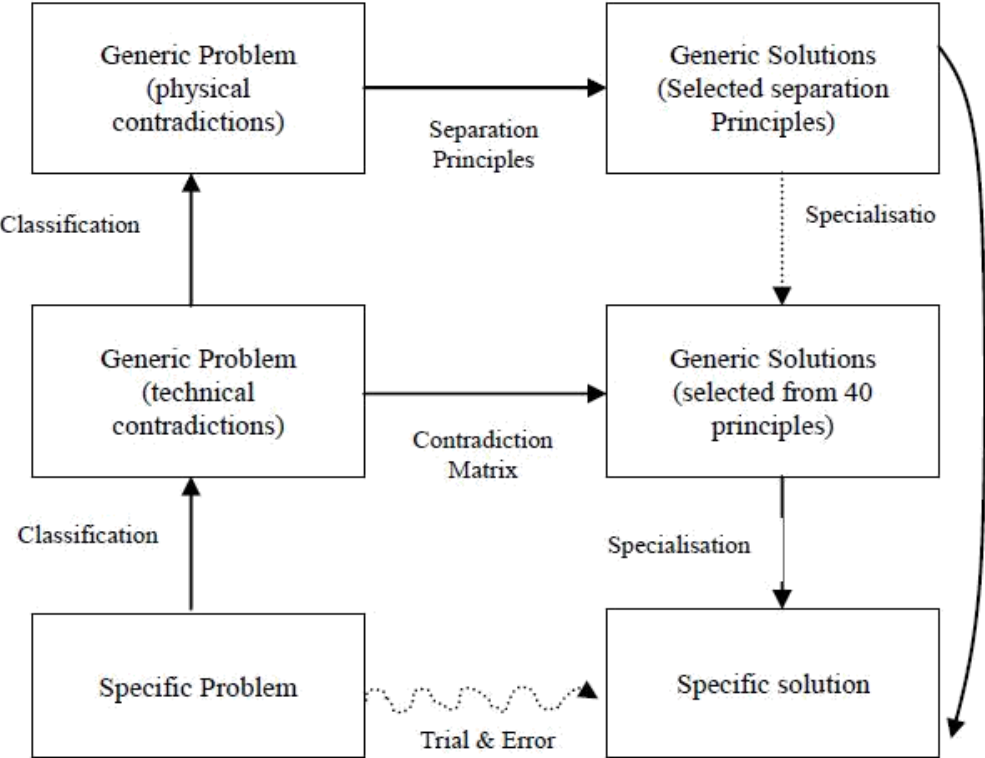 Generic Problem
(physical
contradictions)
Generic Solutions
(Selected separation
Principles)
Separation
Principles
Classification
Specialisatio
Generic Problem
(technical
contradictions)
Generic Solutions
(selected from 40
principles)
Contradiction
Matrix
Classification
Specialisation
Specific Problem
Specific solution
Trial & Error